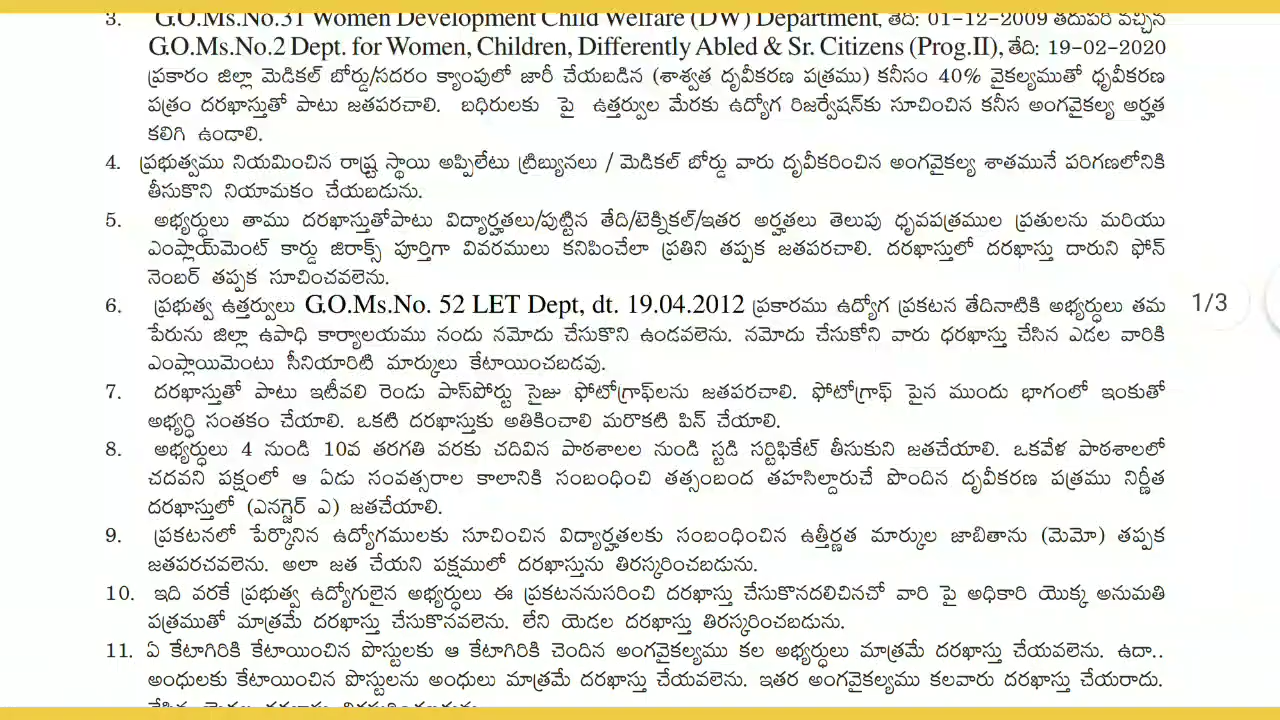 3. G.O.Ms.No.31 Women Development Child Welfare (DW) Department, తేది: 01-12-2009 తదుపరి వచ్చిన
G.O.Ms.No.2 Dept. for Women, Children, Differently Abled & Sr. Citizens (Prog.II), తేది: 19-02-2020
ప్రకారం జిల్లా మెడికల్ బోర్డు/సదరం క్యాంపులో జారీ చేయబడిన (శాశ్వత దృవీకరణ పత్రము) కనీసం 40% వైకల్యముతో ధృవీకరణ
పత్రం దరఖాస్తుతో పాటు జతపరచాలి. బధిరులకు పై ఉత్తర్వుల మేరకు ఉద్యోగ రిజర్వేషన్‌కు సూచించిన కనీస అంగవైకల్య అర్హత
కలిగి ఉండాలి.
4. ప్రభుత్వము నియమించిన రాష్ట్ర స్థాయి అప్పిలేటు ట్రిబ్యునలు / మెడికల్ బోర్డు వారు దృవీకరించిన అంగవైకల్య శాతమునే పరిగణలోనికి
తీసుకొని నియామకం చేయబడును.
5. అభ్యర్థులు తాము దరఖాస్తుతోపాటు విద్యార్హతలు/పుట్టిన తేది/టెక్నికల్/ఇతర అర్హతలు తెలుపు ధృవపత్రముల ప్రతులను మరియు
ఎంప్లాయ్‌మెంట్ కార్డు జిరాక్స్ పూర్తిగా వివరములు కనిపించేలా ప్రతిని తప్పక జతపరచాలి. దరఖాస్తులో దరఖాస్తు దారుని ఫోన్
నెంబర్ తప్పక సూచించవలెను.
6. ప్రభుత్వ ఉత్తర్వులు G.O.Ms.No. 52 LET Dept, dt. 19.04.2012 ప్రకారము ఉద్యోగ ప్రకటన తేదినాటికి అభ్యర్థులు తమ
పేరును జిల్లా ఉపాధి కార్యాలయము నందు నమోదు చేసుకొని ఉండవలెను. నమోదు చేసుకోని వారు ధరఖాస్తు చేసిన ఎడల వారికి
ఎంప్లాయిమెంటు సీనియారిటి మార్కులు కేటాయించబడవు.
7. దరఖాస్తుతో పాటు ఇటీవలి రెండు పాస్‌పోర్టు సైజు ఫోటోగ్రాఫ్‌లను జతపరచాలి. ఫోటోగ్రాఫ్ పైన ముందు భాగంలో ఇంకుతో
అభ్యర్థి సంతకం చేయాలి. ఒకటి దరఖాస్తుకు అతికించాలి మరొకటి పిన్ చేయాలి.
8. అభ్యర్థులు 4 నుండి 10వ తరగతి వరకు చదివిన పాఠశాలల నుండి స్టడి సర్టిఫికేట్ తీసుకుని జతచేయాలి. ఒకవేళ పాఠశాలలో
చదవని పక్షంలో ఆ ఏడు సంవత్సరాల కాలానికి సంబంధించి తత్సంబంద తహసిల్దారుచే పొందిన దృవీకరణ పత్రము నిర్ణీత
దరఖాస్తులో (ఎనగ్జెర్ ఎ) జతచేయాలి.
9. ప్రకటనలో పేర్కొనిన ఉద్యోగములకు సూచించిన విద్యార్హతలకు సంబంధించిన ఉత్తీర్ణత మార్కుల జాబితాను (మెమో) తప్పక
జతపరచవలెను. అలా జత చేయని పక్షములో దరఖాస్తును తిరస్కరించబడును.
10. ఇది వరకే ప్రభుత్వ ఉద్యోగులైన అభ్యర్థులు ఈ ప్రకటననుసరించి దరఖాస్తు చేసుకొనదలిచినచో వారి పై అధికారి యొక్క అనుమతి
పత్రముతో మాత్రమే దరఖాస్తు చేసుకొనవలెను. లేని యెడల దరఖాస్తు తిరస్కరించబడును.
11. ఏ కేటాగిరికి కేటాయించిన పోస్టులకు ఆ కేటాగిరికి చెందిన అంగవైకల్యము కల అభ్యర్థులు మాత్రమే దరఖాస్తు చేయవలెను. ఉదా..
అంధులకు కేటాయించిన పోస్టులను అంధులు మాత్రమే దరఖాస్తు చేయవలెను. ఇతర అంగవైకల్యము కలవారు దరఖాస్తు చేయరాదు.
1/3